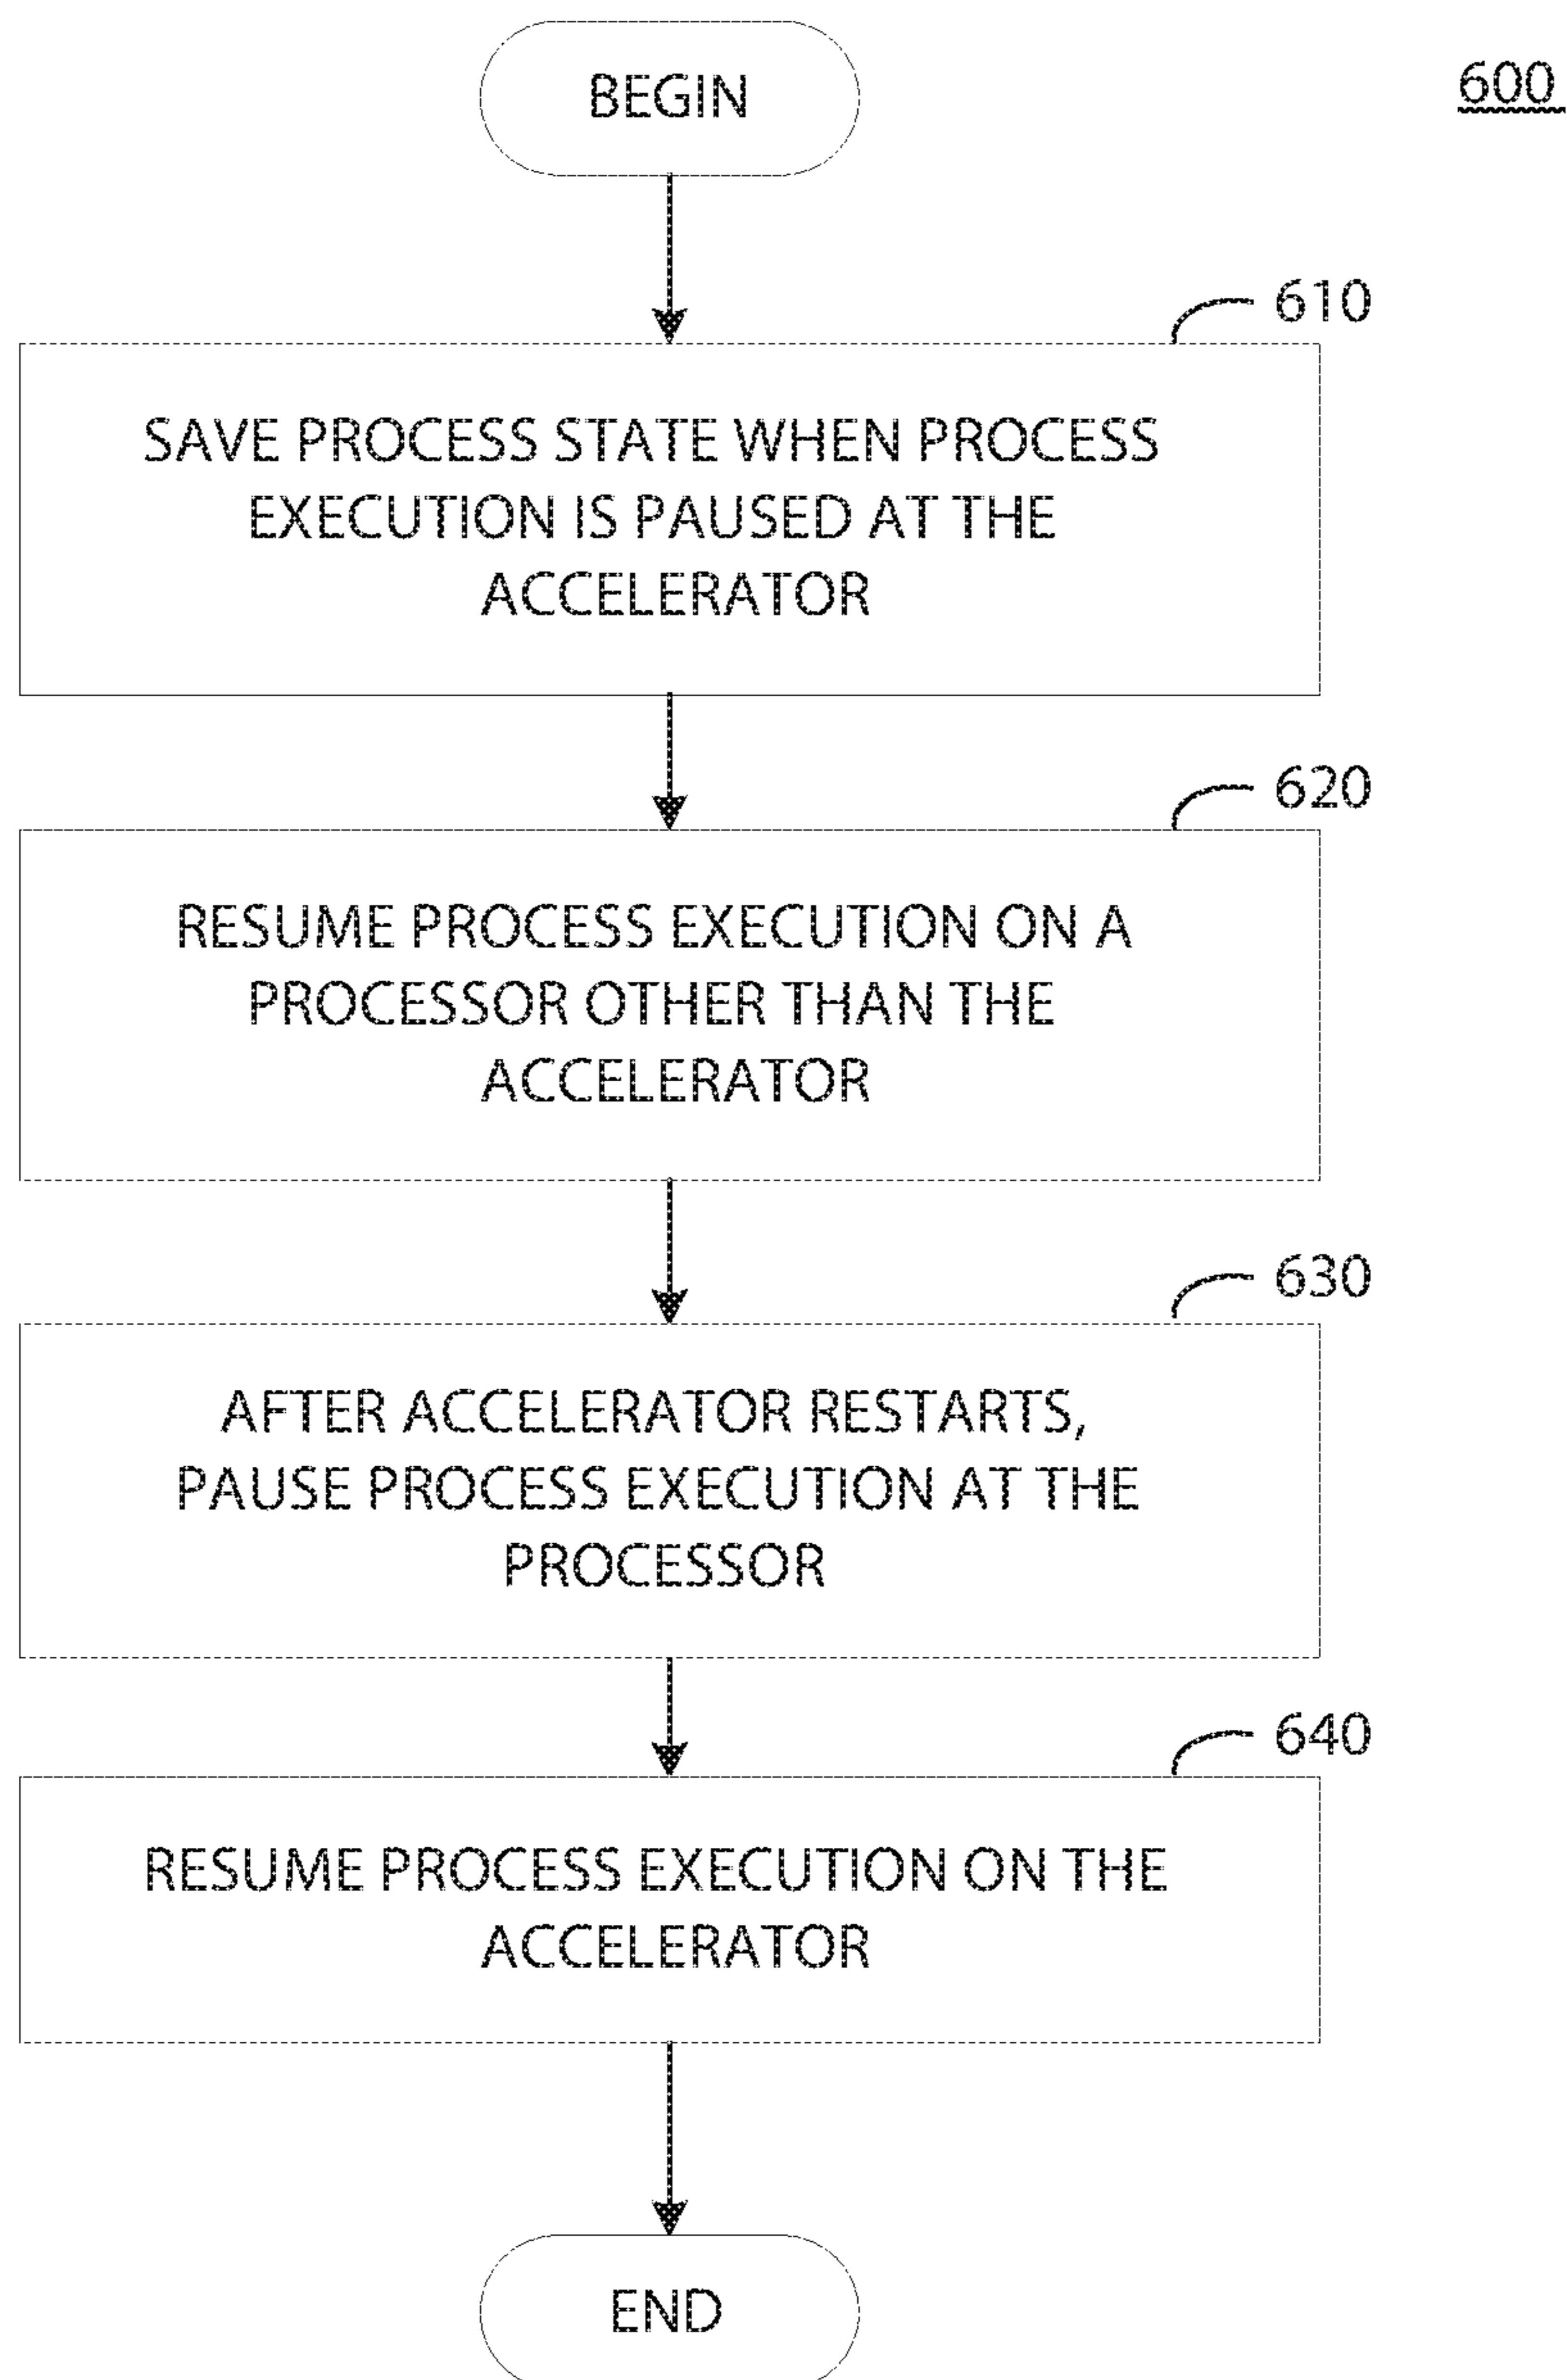 BEGIN
600
610
SAVE PROCESS STATE WHEN PROCESS
EXECUTION IS PAUSED AT THE
ACCELERATOR
620
RESUME PROCESS EXECUTION ON A
PROCESSOR OTHER THAN THE
ACCELERATOR
630
AFTER ACCELERATOR RESTARTS,
PAUSE PROCESS EXECUTION AT THE
PROCESSOR
640
RESUME PROCESS EXECUTION ON THE
ACCELERATOR
END